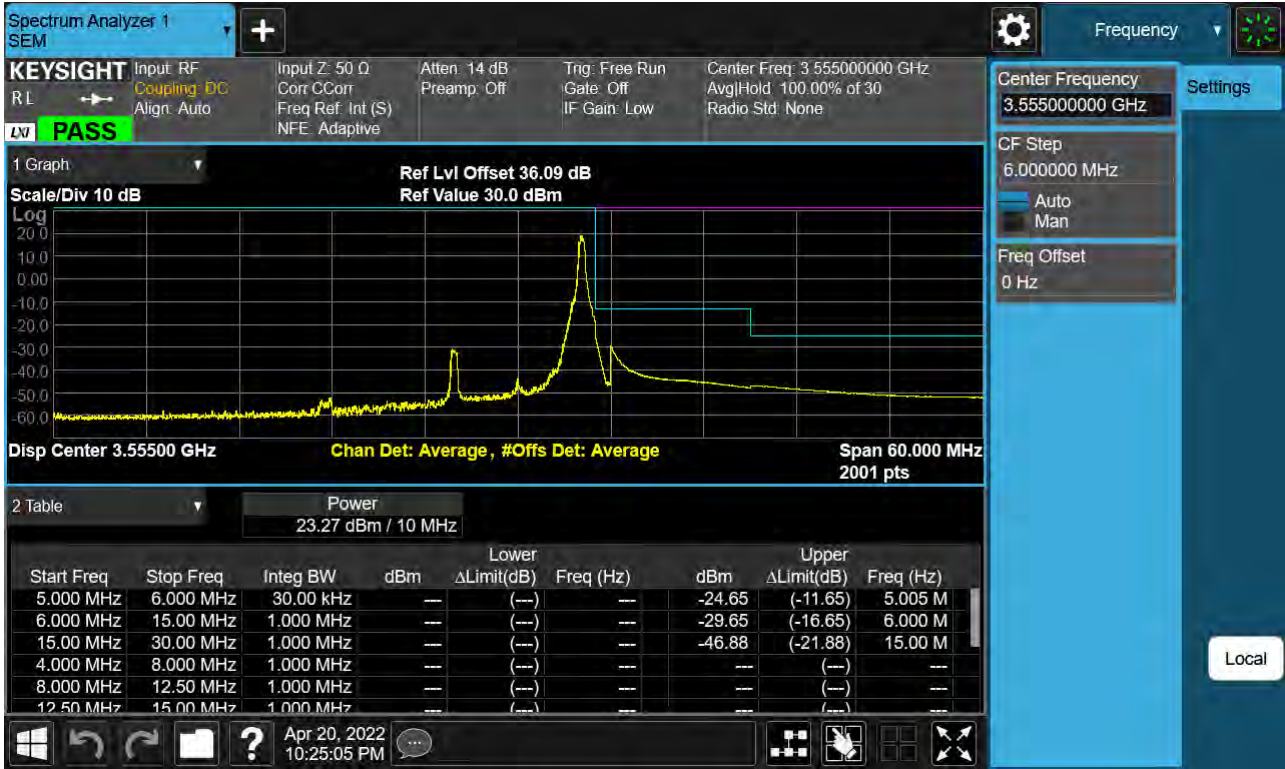 Spectrum Analyzer 1
SEM
+
Frequency
KEYSIGHT
RL
LXI PASS
Input: RF
Coupling: DC
Align: Auto
Input Z: 50 Ω
Corr CCorr
Freq Ref: Int (S)
NFE: Adaptive
Atten: 14 dB
Preamp: Off
Trig: Free Run
Gate: Off
IF Gain: Low
Center Freq: 3.555000000 GHz
Avg|Hold: 100.00% of 30
Radio Std: None
Center Frequency
3.555000000 GHz
Settings
CF Step
6.000000 MHz
Auto
Man
Freq Offset
0 Hz
Local
1 Graph
Scale/Div 10 dB
Ref Lvl Offset 36.09 dB
Ref Value 30.0 dBm
Log
20.0
10.0
0.00
-10.0
-20.0
-30.0
-40.0
-50.0
-60.0
Disp Center 3.55500 GHz
Chan Det: Average, #Offs Det: Average
Span 60.000 MHz
2001 pts
2 Table
Power
23.27 dBm / 10 MHz
Lower Upper
Start Freq Stop Freq Integ BW dBm ΔLimit(dB) Freq (Hz) dBm ΔLimit(dB) Freq (Hz)
5.000 MHz 6.000 MHz 30.00 kHz --- (---) --- -24.65 (-11.65) 5.005 M
6.000 MHz 15.00 MHz 1.000 MHz --- (---) --- -29.65 (-16.65) 6.000 M
15.00 MHz 30.00 MHz 1.000 MHz --- (---) --- -46.88 (-21.88) 15.00 M
4.000 MHz 8.000 MHz 1.000 MHz --- (---) --- --- (---) ---
8.000 MHz 12.50 MHz 1.000 MHz --- (---) --- --- (---) ---
12.50 MHz 15.00 MHz 1.000 MHz --- (---) --- --- (---) ---
?
Apr 20, 2022
10:25:05 PM